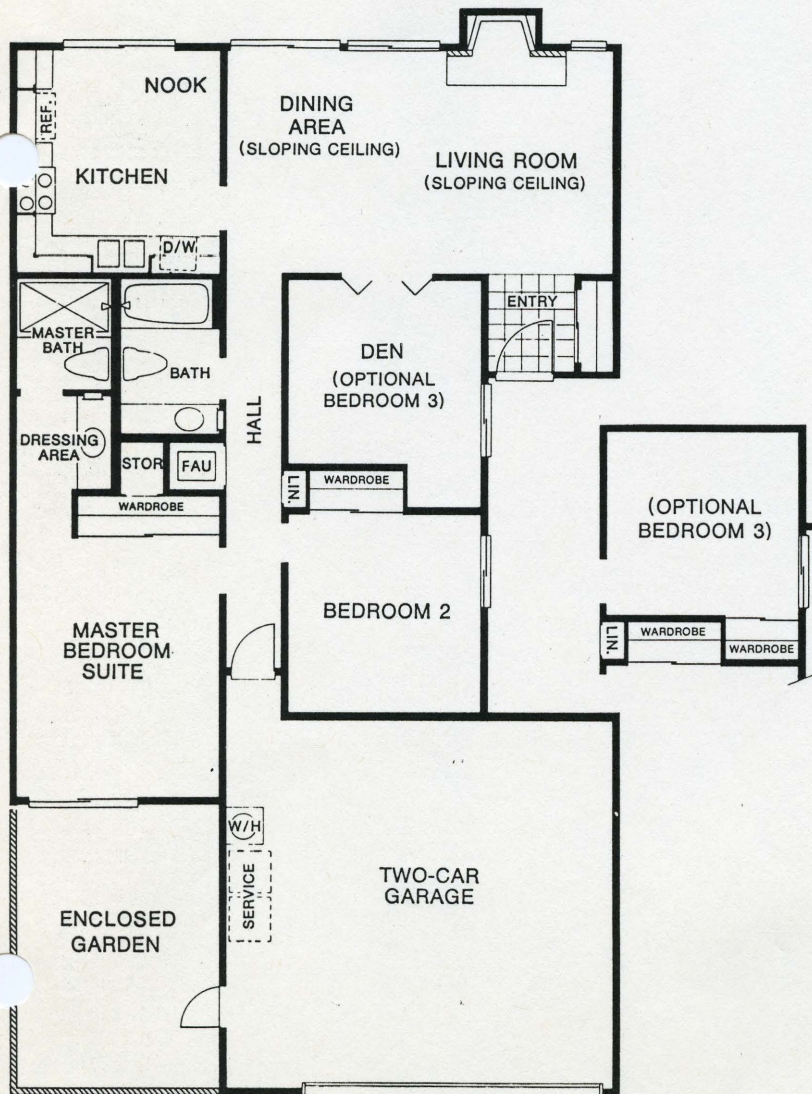 NOOK
REF.
KITCHEN
D/W
DINING
AREA
(SLOPING CEILING)
LIVING ROOM
(SLOPING CEILING)
ENTRY
MASTER
BATH
BATH
DRESSING
AREA
STOR
FAU
WARDROBE
HALL
DEN
(OPTIONAL
BEDROOM 3)
LIN.
WARDROBE
BEDROOM 2
MASTER
BEDROOM
SUITE
(OPTIONAL
BEDROOM 3)
LIN.
WARDROBE
WARDROBE
W/H
SERVICE
TWO-CAR
GARAGE
ENCLOSED
GARDEN